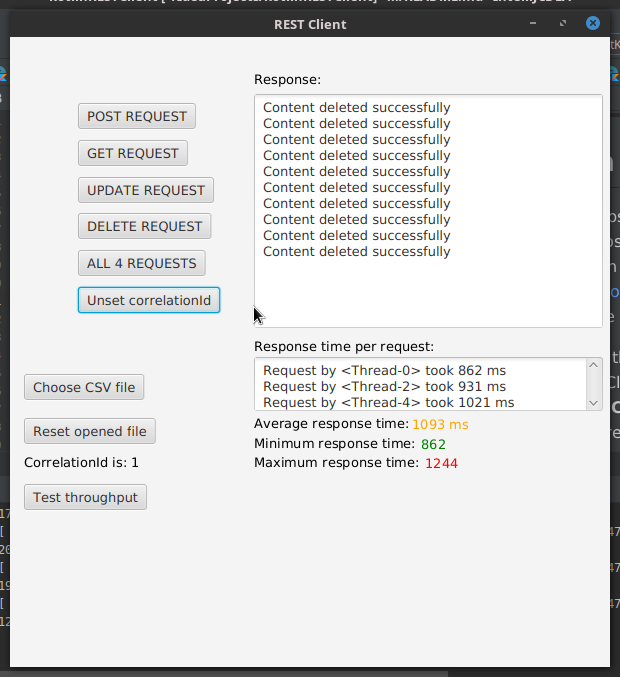 REST Client
Response:
POST REQUEST
GET REQUEST
UPDATE REQUEST
DELETE REQUEST
ALL 4 REQUESTS
Unset correlationId
Content deleted successfully
Content deleted successfully
Content deleted successfully
Content deleted successfully
Content deleted successfully
Content deleted successfully
Content deleted successfully
Content deleted successfully
Content deleted successfully
Content deleted successfully
Response time per request:
Request by <Thread-0> took 862 ms
Request by <Thread-2> took 931 ms
Request by <Thread-4> took 1021 ms
Choose CSV file
Reset opened file
CorrelationId is: 1
Test throughput
Average response time: 1093 ms
Minimum response time: 862
Maximum response time: 1244